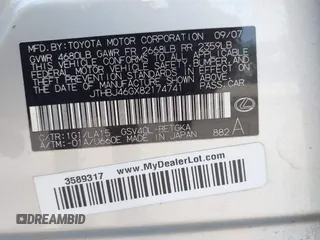 MFD. BY: TOYOTA MOTOR CORPORATION 09/07
GVWR 4680LB GAWR FR 2668LB RR 2359LB
THIS VEHICLE CONFORMS TO ALL APPLICABLE
FEDERAL MOTOR VEHICLE SAFETY, BUMPER,
AND THEFT PREVENTION STANDARDS IN EFFECT
ON THE DATE OF MANUFACTURE SHOWN ABOVE.
JTHBJ46GX82174741 PASS. CAR
C/TR: 1G1/LA15 GSV40L-BETGKA
A/TM: -01A/U660E MADE IN JAPAN 882 A
3589317
www.
MyDealerLot.com
DREAMBID